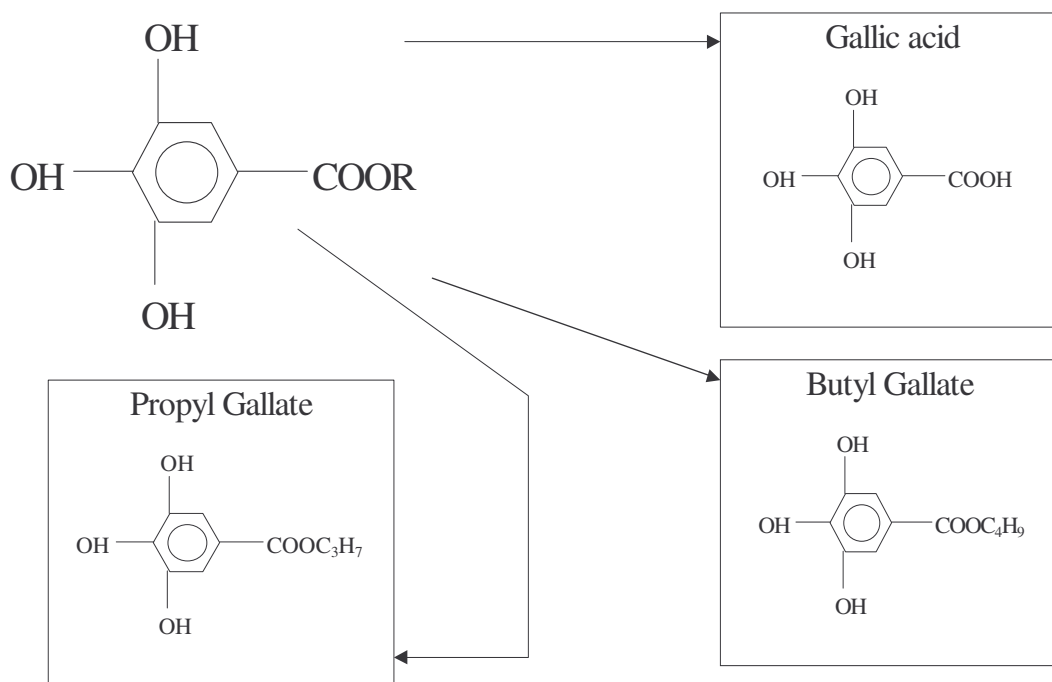 OH
OH
COOR
OH
Gallic acid
OH
OH
COOH
OH
Propyl Gallate
OH
OH
COOC₃H₇
OH
Butyl Gallate
OH
OH
COOC₄H₉
OH